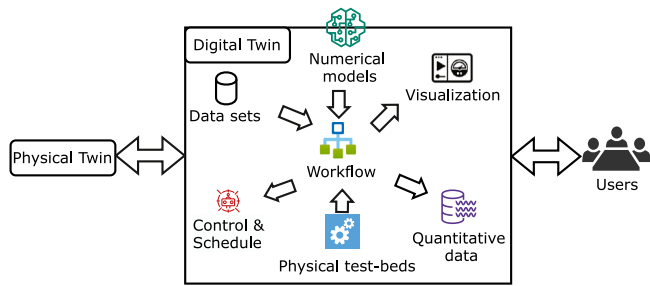 Digital Twin
Numerical
models
Visualization
Data sets
Physical Twin
Workflow
Users
Control &
Schedule
Quantitative
data
Physical test-beds